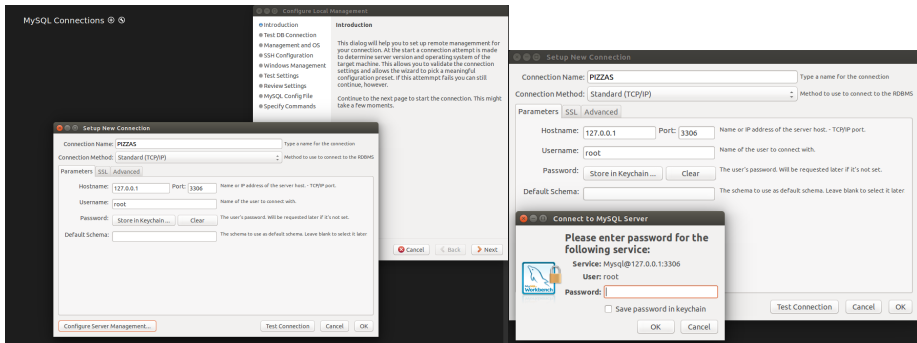 MySQL Connections
Configure Local Management
Introduction
Test DB Connection
Management and OS
SSH Configuration
Windows Management
Test Settings
Review Settings
MySQL Config File
Specify Commands
Introduction
This dialog will help you to set up remote managemment for
your connection. At the start a connection attempt is made
to determine server version and operating system of the
target machine. This allows you to validate the connection
settings and allows the wizard to pick a meaningful
configuration preset. If this attempt fails you can still
continue, however.
Continue to the next page to start the connection. This might
take a few moments.
Cancel
Back
Next
Setup New Connection
Connection Name: PIZZAS Type a name for the connection
Connection Method: Standard (TCP/IP) Method to use to connect to the RDBMS
Parameters SSL Advanced
Hostname: 127.0.0.1 Port: 3306 Name or IP address of the server host. - TCP/IP port.
Username: root Name of the user to connect with.
Password: Store in Keychain ... Clear The user's password. Will be requested later if it's not set.
Default Schema: The schema to use as default schema. Leave blank to select it later
Configure Server Management... Test Connection Cancel OK
Setup New Connection
Connection Name: PIZZAS Type a name for the connection
Connection Method: Standard (TCP/IP) Method to use to connect to the RDBMS
Parameters SSL Advanced
Hostname: 127.0.0.1 Port: 3306 Name or IP address of the server host. - TCP/IP port.
Username: root Name of the user to connect with.
Password: Store in Keychain ... Clear The user's password. Will be requested later if it's not set.
Default Schema: The schema to use as default schema. Leave blank to select it later
Test Connection Cancel OK
Connect to MySQL Server
Please enter password for the
following service:
Service: Mysql@127.0.0.1:3306
User: root
Password:
Save password in keychain
OK Cancel
Workbench